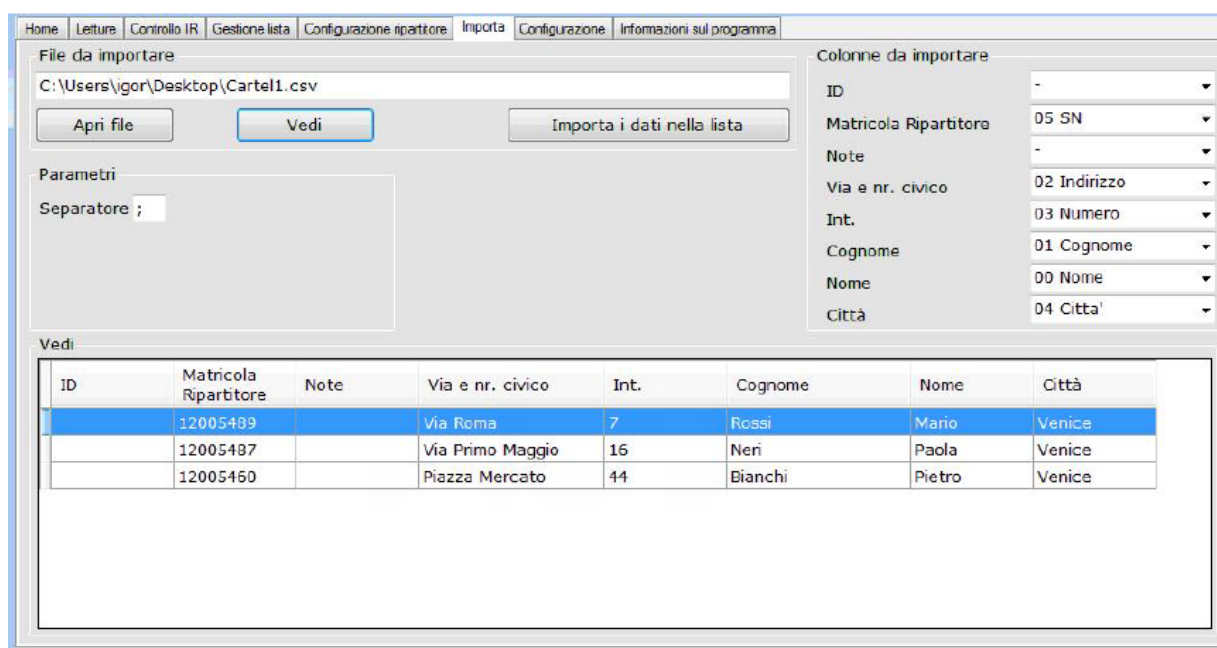 Home Letture Controllo IR Gestione lista Configurazione ripartitore Importa Configurazione Informazioni sul programma
File da importare
C:\Users\igor\Desktop\Cartel1.csv
Apri file Vedi Importa i dati nella lista
Parametri
Separatore ;
Colonne da importare
ID -
Matricola Ripartitore 05 SN
Note -
Via e nr. civico 02 Indirizzo
Int. 03 Numero
Cognome 01 Cognome
Nome 00 Nome
Città 04 Citta'
Vedi
ID Matricola Ripartitore Note Via e nr. civico Int. Cognome Nome Città
12005489 Via Roma 7 Rossi Mario Venice
12005487 Via Primo Maggio 16 Neri Paola Venice
12005460 Piazza Mercato 44 Bianchi Pietro Venice